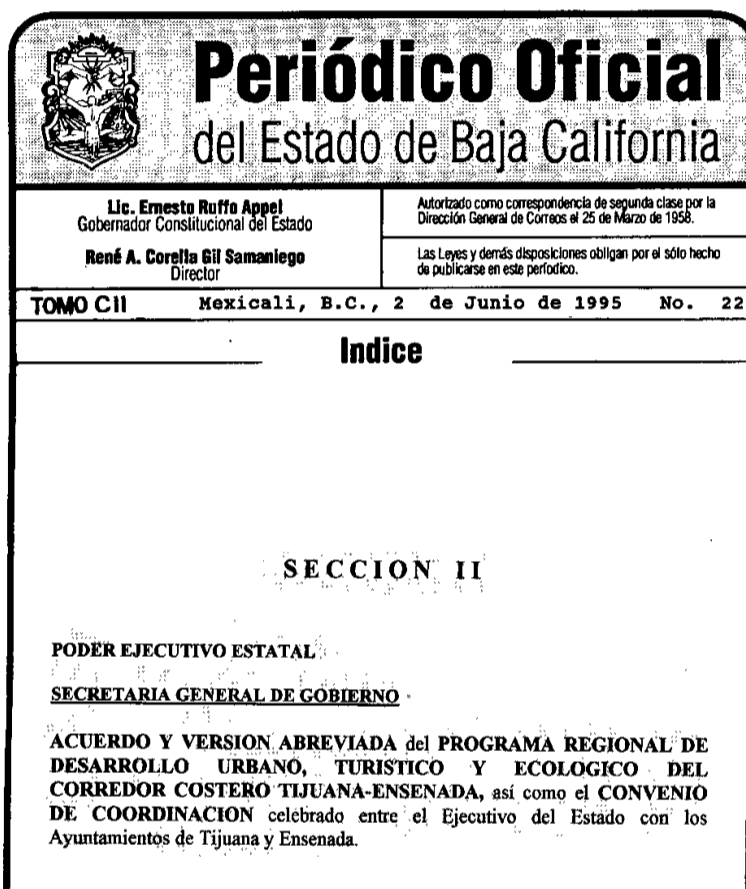 Periódico Oficial
del Estado de Baja California
Lic. Ernesto Ruffo Appel
Gobernador Constitucional del Estado
René A. Corella Gil Samaniego
Director
Autorizado como correspondencia de segunda clase por la
Dirección General de Correos el 25 de Marzo de 1958.
Las Leyes y demás disposiciones obligan por el sólo hecho
de publicarse en este períodico.
TOMO CII Mexicali, B.C., 2 de Junio de 1995 No. 22
Indice
SECCION II
PODER EJECUTIVO ESTATAL
SECRETARIA GENERAL DE GOBIERNO
ACUERDO Y VERSION ABREVIADA del PROGRAMA REGIONAL DE
DESARROLLO URBANO, TURISTICO Y ECOLOGICO DEL
CORREDOR COSTERO TIJUANA-ENSENADA, así como el CONVENIO
DE COORDINACION celebrado entre el Ejecutivo del Estado con los
Ayuntamientos de Tijuana y Ensenada.